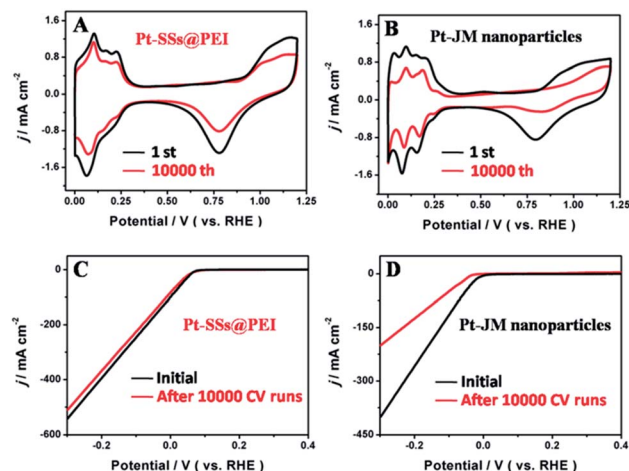 A
Pt-SSs@PEI
j / mA cm⁻²
1.6
0.8
0.0
-0.8
-1.6
1 st
10000 th
0.00 0.25 0.50 0.75 1.00 1.25
Potential / V ( vs. RHE )
B
Pt-JM nanoparticles
j / mA cm⁻²
1.6
0.8
0.0
-0.8
-1.6
1 st
10000 th
0.00 0.25 0.50 0.75 1.00 1.25
Potential / V ( vs. RHE )
C
Pt-SSs@PEI
j / mA cm⁻²
0
-200
-400
-600
Initial
After 10000 CV runs
-0.2 0.0 0.2 0.4
Potential / V ( vs. RHE )
D
Pt-JM nanoparticles
j / mA cm⁻²
0
-150
-300
-450
Initial
After 10000 CV runs
-0.2 0.0 0.2 0.4
Potential / V ( vs. RHE )